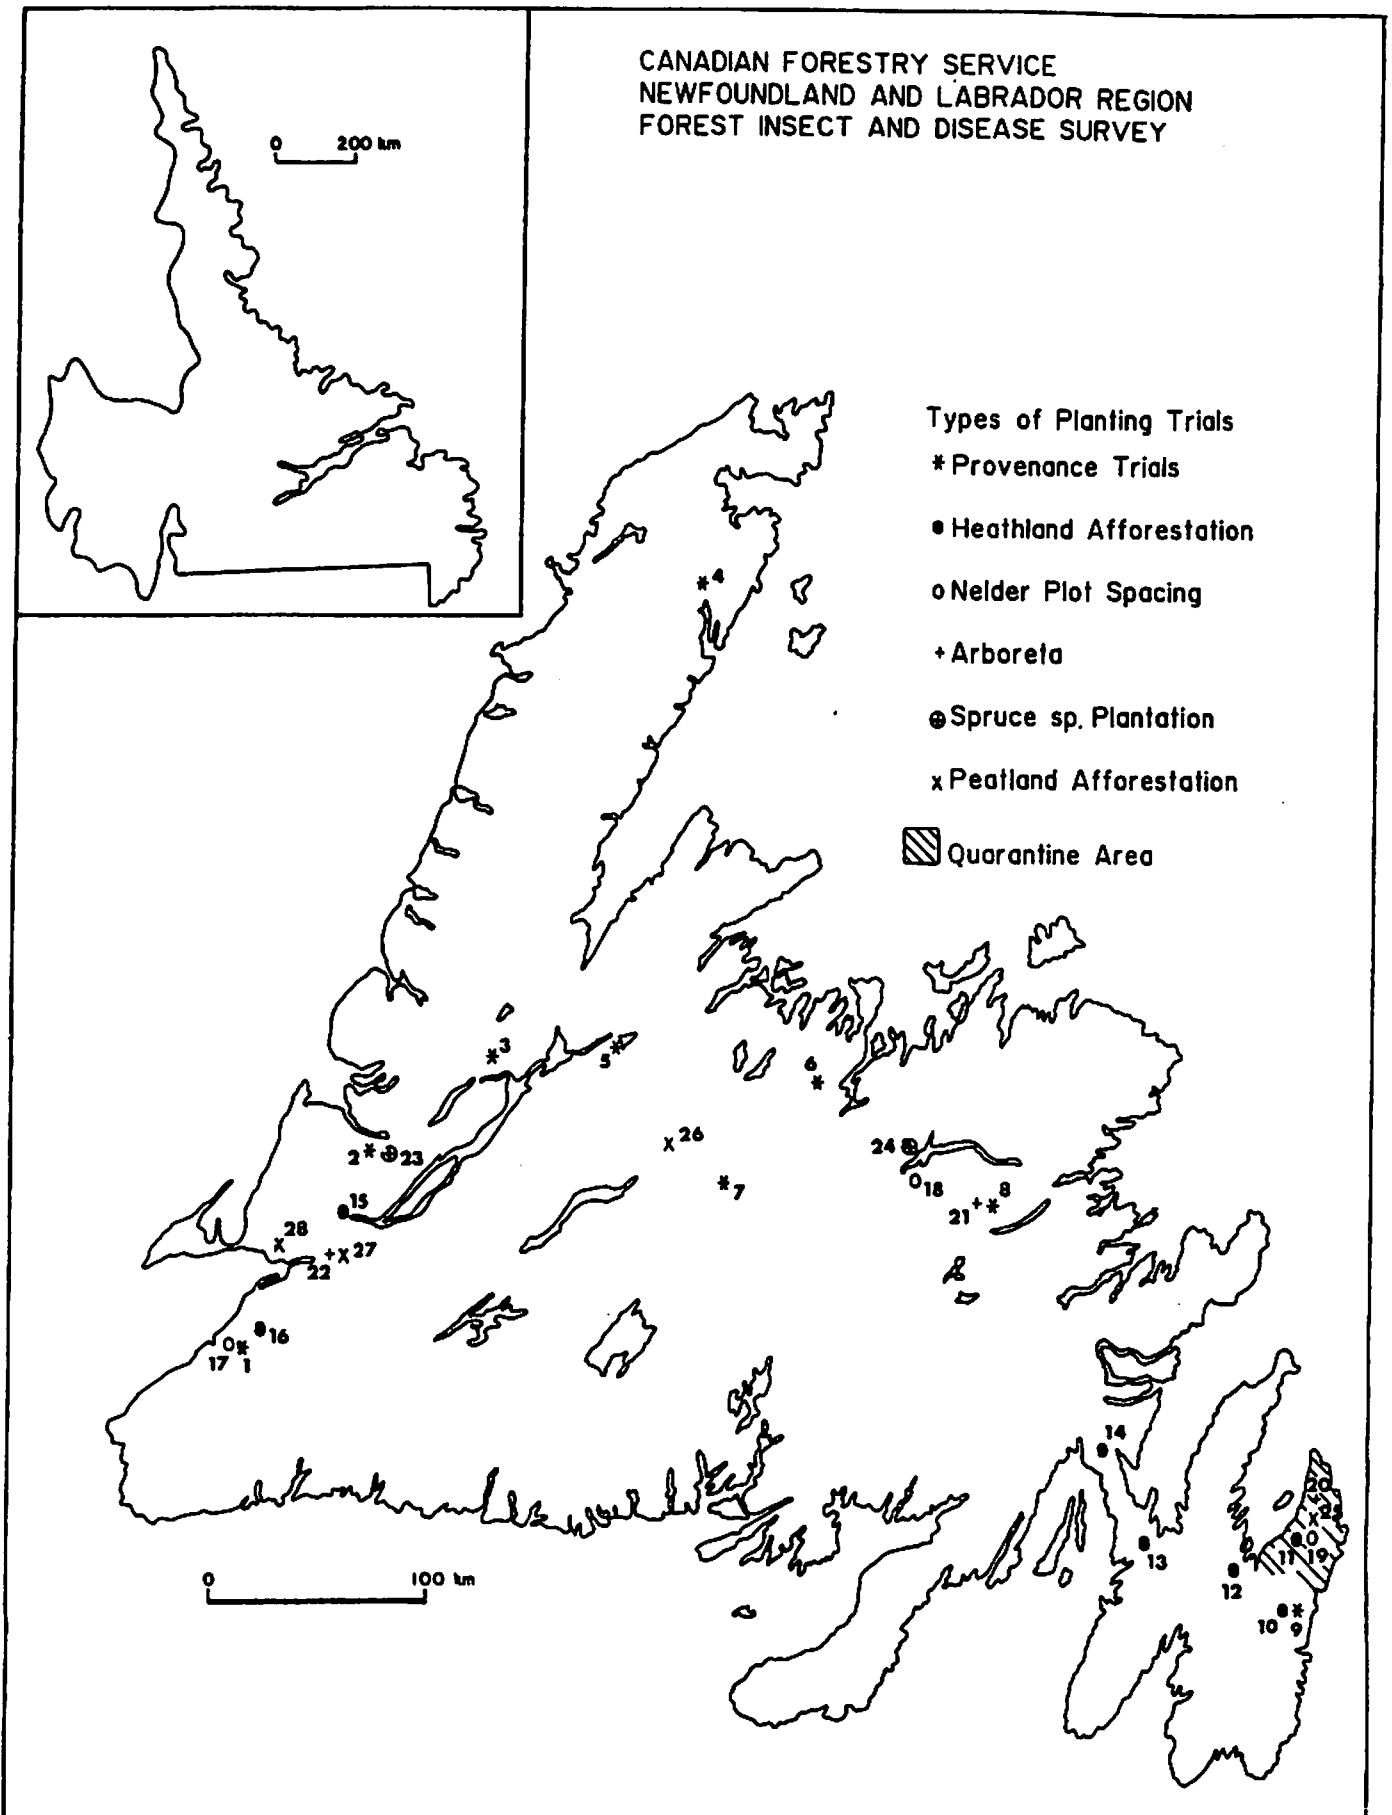 CANADIAN FORESTRY SERVICE
NEWFOUNDLAND AND LABRADOR REGION
FOREST INSECT AND DISEASE SURVEY
0 200 km
Types of Planting Trials
* Provenance Trials
Heathland Afforestation
o Nelder Plot Spacing
+ Arboreta
⊕ Spruce sp. Plantation
x Peatland Afforestation
Quarantine Area
* 4
* 3
5 *
6
*
x 26
24 ⊕
2 * ⊕ 23
* 7
o 18
15
21 + * 8
28
x
+ x 27
22
16
o *
17 1
14
20
+
x
o
11 19
13
12
10 * 9
0 100 km